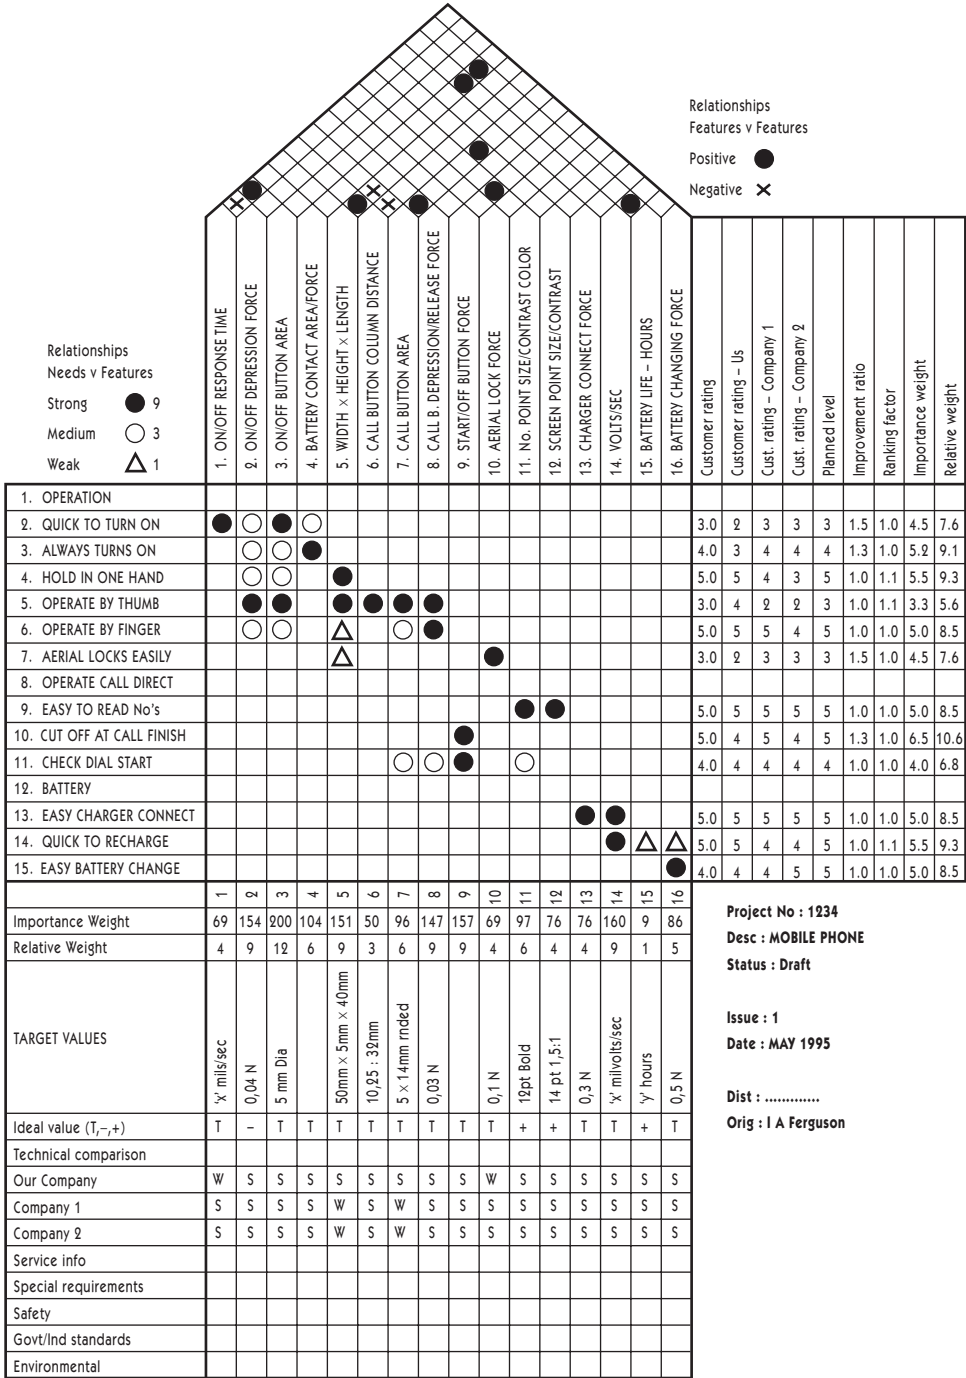 Relationships
Features v Features
Positive
Negative
Relationships
Needs v Features
Strong 9
Medium 3
Weak 1
1. ON/OFF RESPONSE TIME
2. ON/OFF DEPRESSION FORCE
3. ON/OFF BUTTON AREA
4. BATTERY CONTACT AREA/FORCE
5. WIDTH × HEIGHT × LENGTH
6. CALL BUTTON COLUMN DISTANCE
7. CALL BUTTON AREA
8. CALL B. DEPRESSION/RELEASE FORCE
9. START/OFF BUTTON FORCE
10. AERIAL LOCK FORCE
11. No. POINT SIZE/CONTRAST COLOR
12. SCREEN POINT SIZE/CONTRAST
13. CHARGER CONNECT FORCE
14. VOLTS/SEC
15. BATTERY LIFE – HOURS
16. BATTERY CHANGING FORCE
Customer rating
Customer rating – Us
Cust. rating – Company 1
Cust. rating – Company 2
Planned level
Improvement ratio
Ranking factor
Importance weight
Relative weight
1. OPERATION
2. QUICK TO TURN ON 3.0 2 3 3 3 1.5 1.0 4.5 7.6
3. ALWAYS TURNS ON 4.0 3 4 4 4 1.3 1.0 5.2 9.1
4. HOLD IN ONE HAND 5.0 5 4 3 5 1.0 1.1 5.5 9.3
5. OPERATE BY THUMB 3.0 4 2 2 3 1.0 1.1 3.3 5.6
6. OPERATE BY FINGER 5.0 5 5 4 5 1.0 1.0 5.0 8.5
7. AERIAL LOCKS EASILY 3.0 2 3 3 3 1.5 1.0 4.5 7.6
8. OPERATE CALL DIRECT
9. EASY TO READ No's 5.0 5 5 5 5 1.0 1.0 5.0 8.5
10. CUT OFF AT CALL FINISH 5.0 4 5 4 5 1.3 1.0 6.5 10.6
11. CHECK DIAL START 4.0 4 4 4 4 1.0 1.0 4.0 6.8
12. BATTERY
13. EASY CHARGER CONNECT 5.0 5 5 5 5 1.0 1.0 5.0 8.5
14. QUICK TO RECHARGE 5.0 5 4 4 5 1.0 1.1 5.5 9.3
15. EASY BATTERY CHANGE 4.0 4 4 5 5 1.0 1.0 5.0 8.5
1 2 3 4 5 6 7 8 9 10 11 12 13 14 15 16
Importance Weight 69 154 200 104 151 50 96 147 157 69 97 76 76 160 9 86
Relative Weight 4 9 12 6 9 3 6 9 9 4 6 4 4 9 1 5
TARGET VALUES
'x' mils/sec
0,04 N
5 mm Dia
50mm × 5mm × 40mm
10,25 : 32mm
5 × 14mm rnded
0,03 N
0,1 N
12pt Bold
14 pt 1,5:1
0,3 N
'x' milvolts/sec
'y' hours
0,5 N
Ideal value (T,–,+) T – T T T T T T T T + + T T + T
Technical comparison
Our Company W S S S S S S S S W S S S S S S
Company 1 S S S S W S W S S S S S S S S S
Company 2 S S S S W S W S S S S S S S S S
Service info
Special requirements
Safety
Govt/Ind standards
Environmental
Project No : 1234
Desc : MOBILE PHONE
Status : Draft
Issue : 1
Date : MAY 1995
Dist : .............
Orig : I A Ferguson